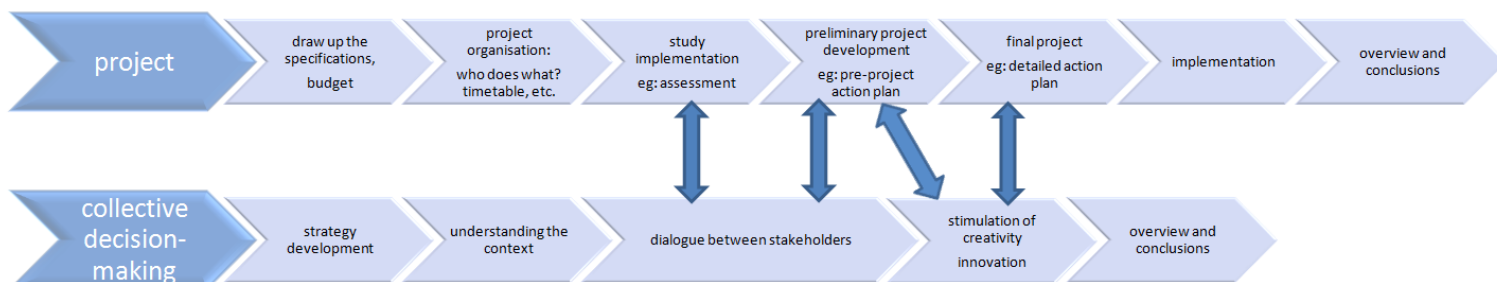 project
draw up the
specifications,
budget
project
organisation:
who does what?
timetable, etc.
study
implementation
eg: assessment
preliminary project
development
eg: pre-project
action plan
final project
eg: detailed action
plan
implementation
overview and
conclusions
collective
decision-
making
strategy
development
understanding the
context
dialogue between stakeholders
stimulation of
creativity
innovation
overview and
conclusions